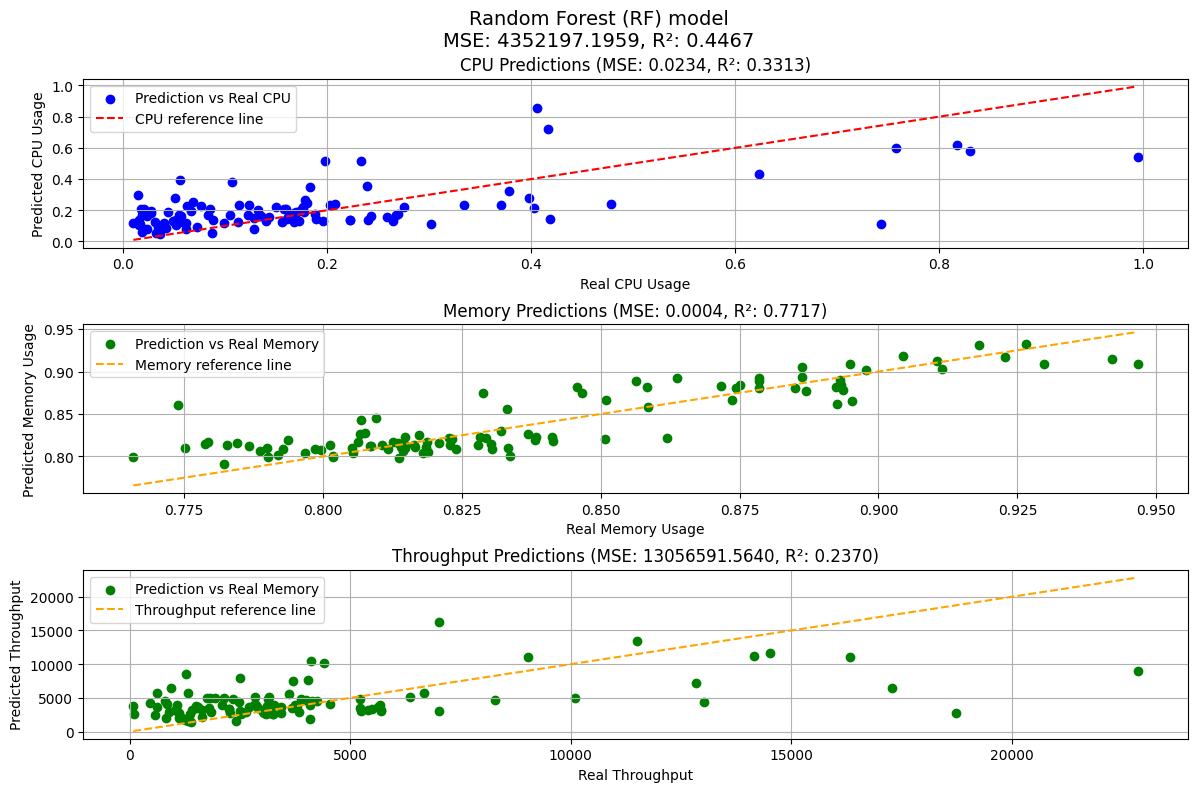 Random Forest (RF) model
MSE: 4352197.1959, R²: 0.4467
CPU Predictions (MSE: 0.0234, R²: 0.3313)
Predicted CPU Usage
1.0
0.8
0.6
0.4
0.2
0.0
Prediction vs Real CPU
CPU reference line
0.0 0.2 0.4 0.6 0.8 1.0
Real CPU Usage
Memory Predictions (MSE: 0.0004, R²: 0.7717)
Predicted Memory Usage
0.95
0.90
0.85
0.80
Prediction vs Real Memory
Memory reference line
0.775 0.800 0.825 0.850 0.875 0.900 0.925 0.950
Real Memory Usage
Throughput Predictions (MSE: 13056591.5640, R²: 0.2370)
Predicted Throughput
20000
15000
10000
5000
0
Prediction vs Real Memory
Throughput reference line
0 5000 10000 15000 20000
Real Throughput